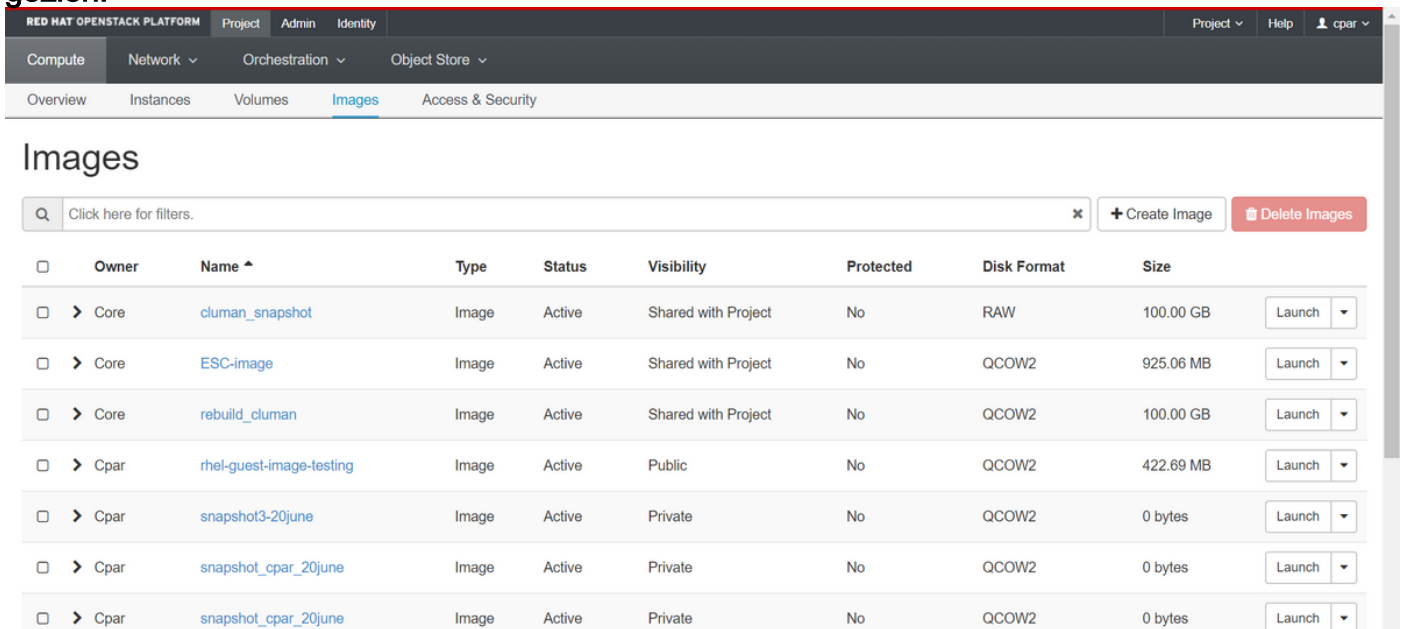 RED HAT OPENSTACK PLATFORM Project Admin Identity Project Help cpar
Compute Network Orchestration Object Store
Overview Instances Volumes Images Access & Security
Images
Click here for filters. + Create Image Delete Images
Owner Name Type Status Visibility Protected Disk Format Size
Core cluman_snapshot Image Active Shared with Project No RAW 100.00 GB Launch
Core ESC-image Image Active Shared with Project No QCOW2 925.06 MB Launch
Core rebuild_cluman Image Active Shared with Project No QCOW2 100.00 GB Launch
Cpar rhel-guest-image-testing Image Active Public No QCOW2 422.69 MB Launch
Cpar snapshot3-20june Image Active Private No QCOW2 0 bytes Launch
Cpar snapshot_cpar_20june Image Active Private No QCOW2 0 bytes Launch
Cpar snapshot_cpar_20june Image Active Private No QCOW2 0 bytes Launch